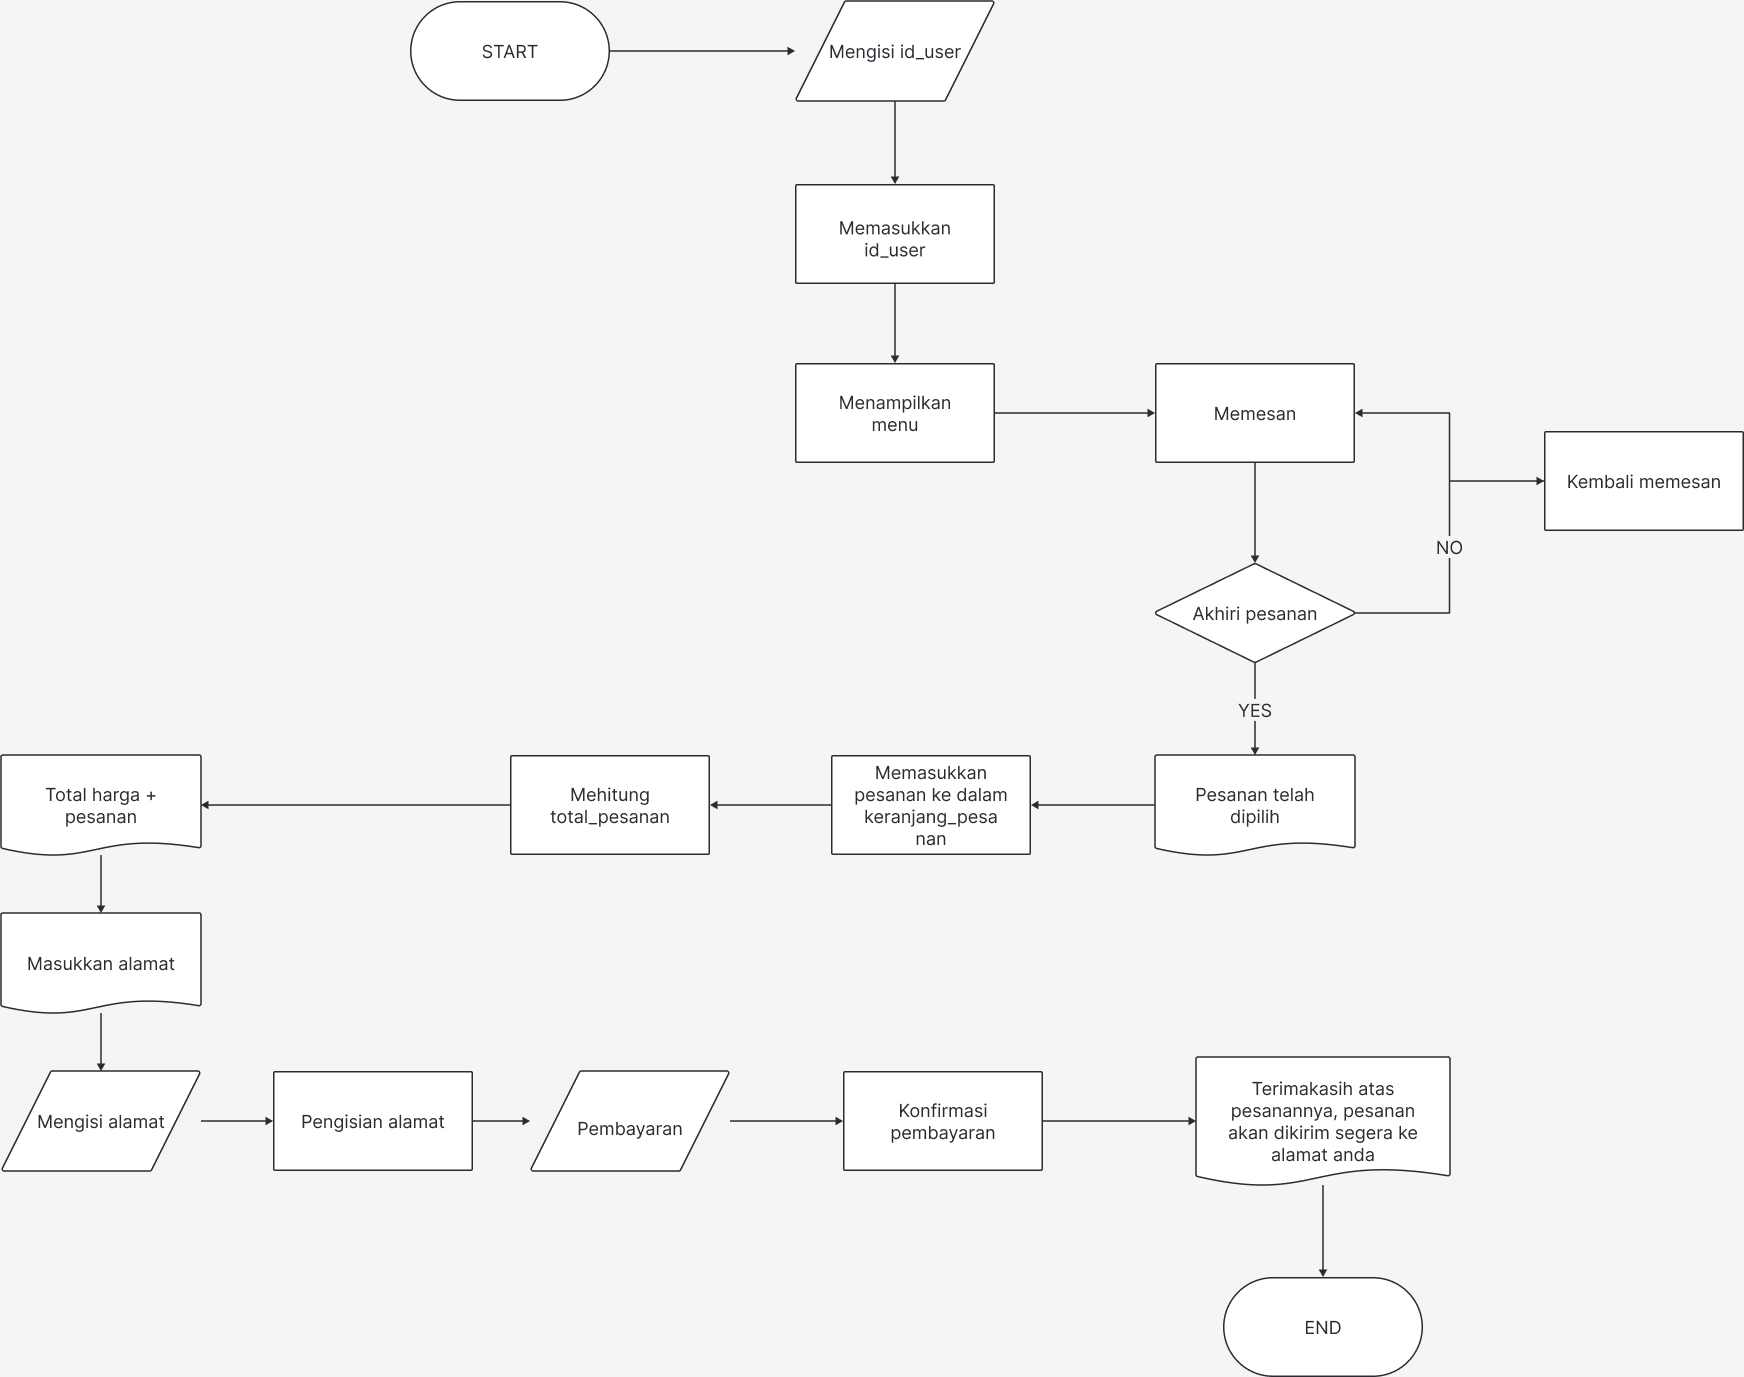 START
Mengisi id_user
Memasukkan
id_user
Menampilkan
menu
Memesan
Kembali memesan
NO
Akhiri pesanan
YES
Pesanan telah
dipilih
Memasukkan
pesanan ke dalam
keranjang_pesa
nan
Mehitung
total_pesanan
Total harga +
pesanan
Masukkan alamat
Mengisi alamat
Pengisian alamat
Pembayaran
Konfirmasi
pembayaran
Terimakasih atas
pesanannya, pesanan
akan dikirim segera ke
alamat anda
END